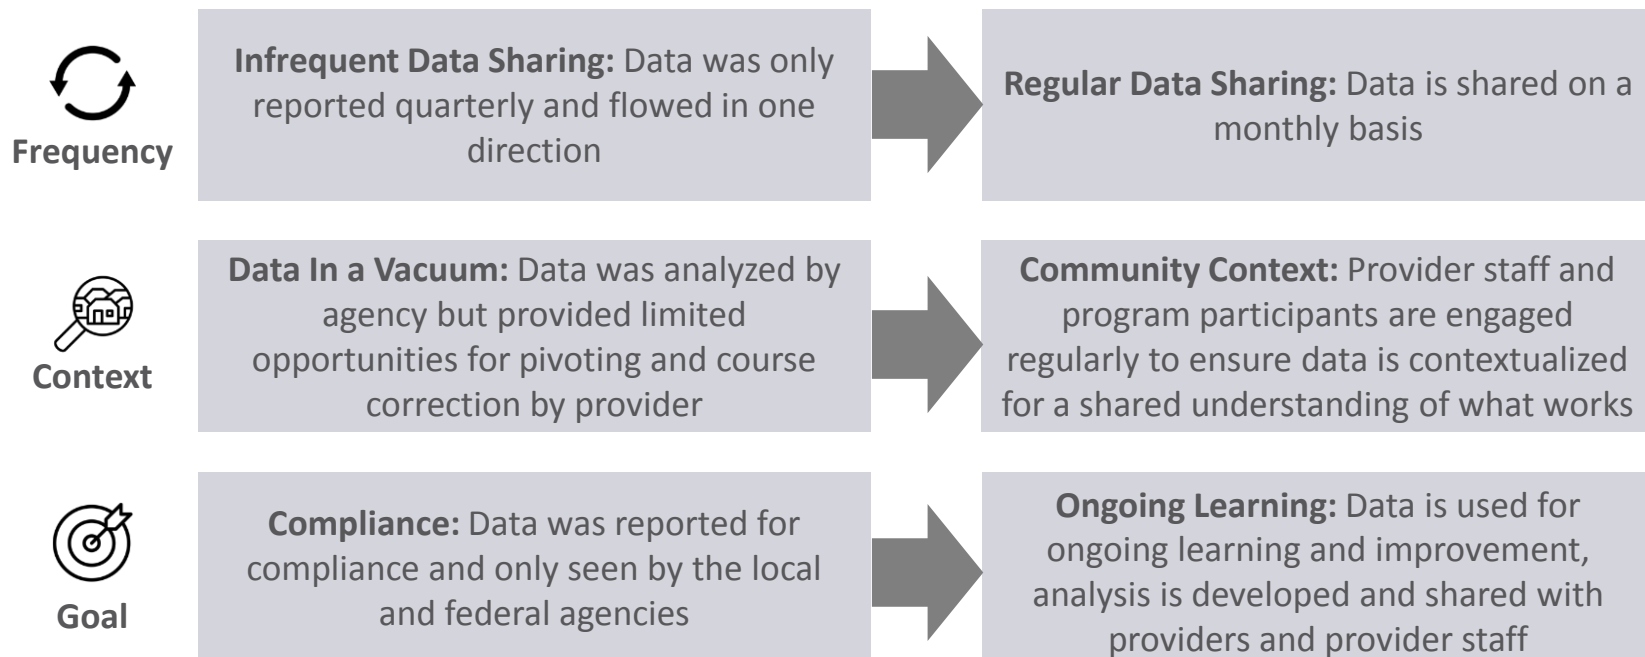 Frequency
Infrequent Data Sharing: Data was only
reported quarterly and flowed in one
direction
Regular Data Sharing: Data is shared on a
monthly basis
Context
Data In a Vacuum: Data was analyzed by
agency but provided limited
opportunities for pivoting and course
correction by provider
Community Context: Provider staff and
program participants are engaged
regularly to ensure data is contextualized
for a shared understanding of what works
Goal
Compliance: Data was reported for
compliance and only seen by the local
and federal agencies
Ongoing Learning: Data is used for
ongoing learning and improvement,
analysis is developed and shared with
providers and provider staff